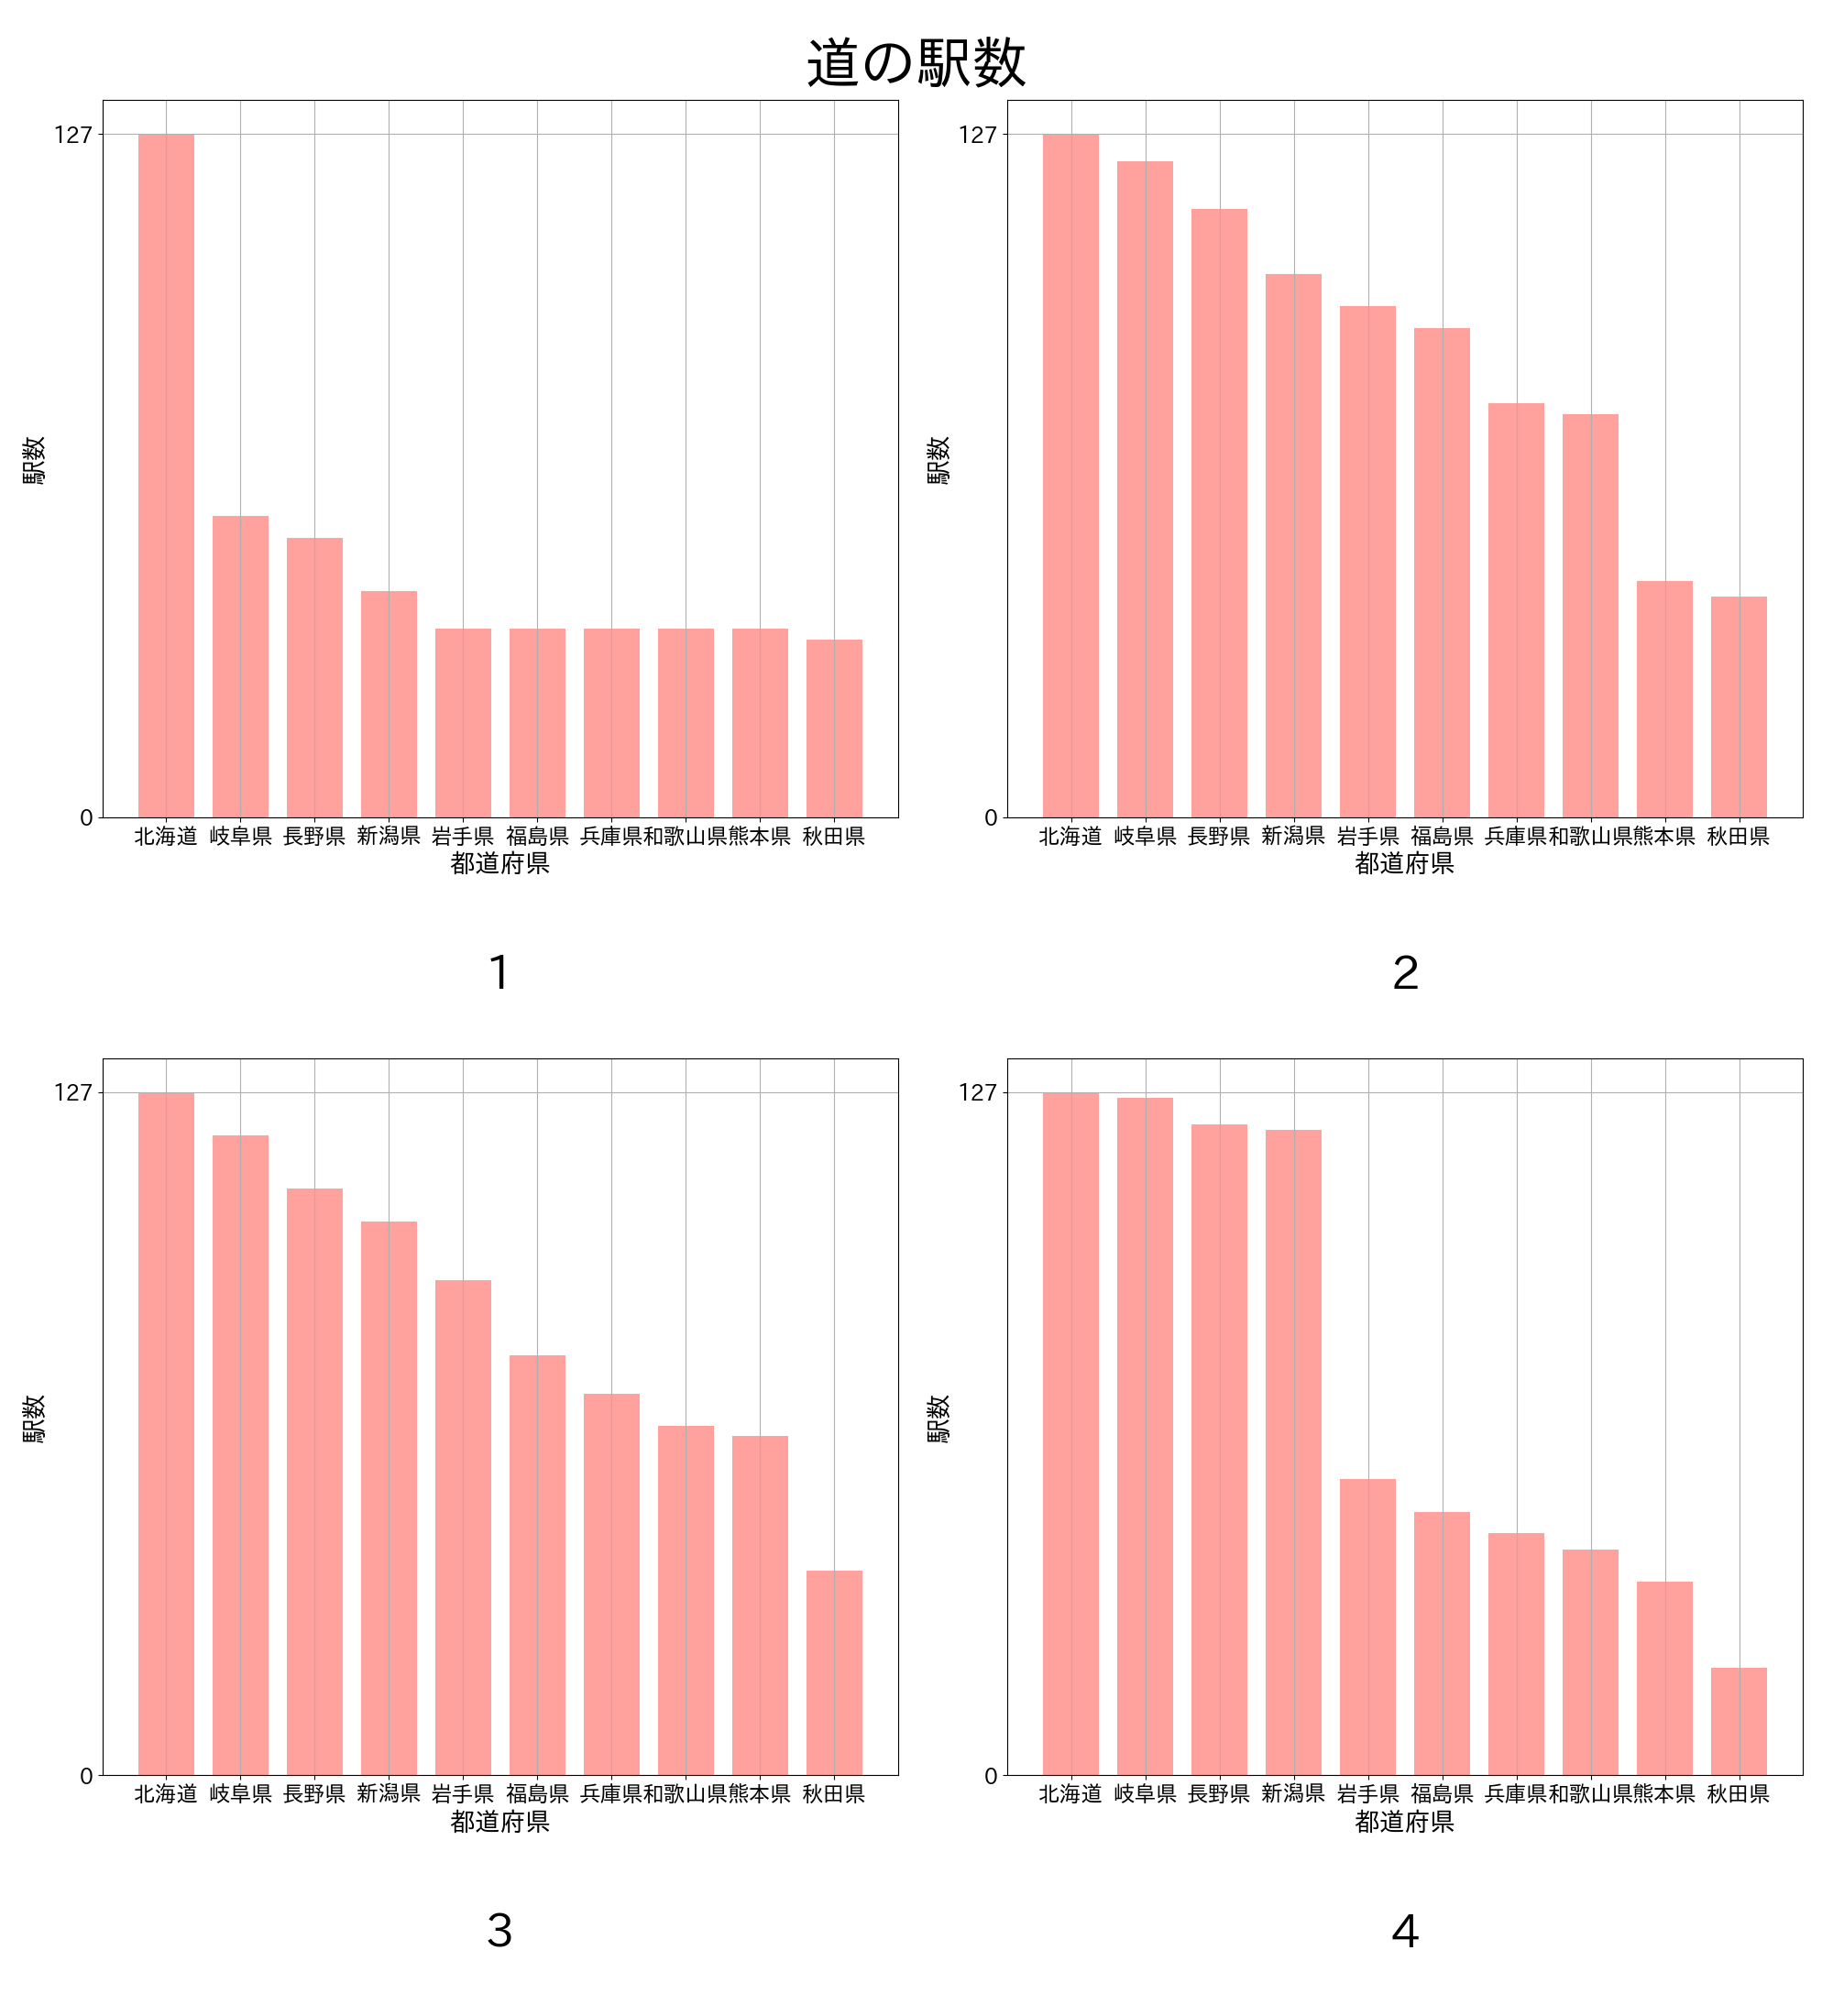 道の駅数
127
駅数
0
北海道 岐阜県 長野県 新潟県 岩手県 福島県 兵庫県 和歌山県 熊本県 秋田県
都道府県
1
127
駅数
0
北海道 岐阜県 長野県 新潟県 岩手県 福島県 兵庫県 和歌山県 熊本県 秋田県
都道府県
2
127
駅数
0
北海道 岐阜県 長野県 新潟県 岩手県 福島県 兵庫県 和歌山県 熊本県 秋田県
都道府県
3
127
駅数
0
北海道 岐阜県 長野県 新潟県 岩手県 福島県 兵庫県 和歌山県 熊本県 秋田県
都道府県
4